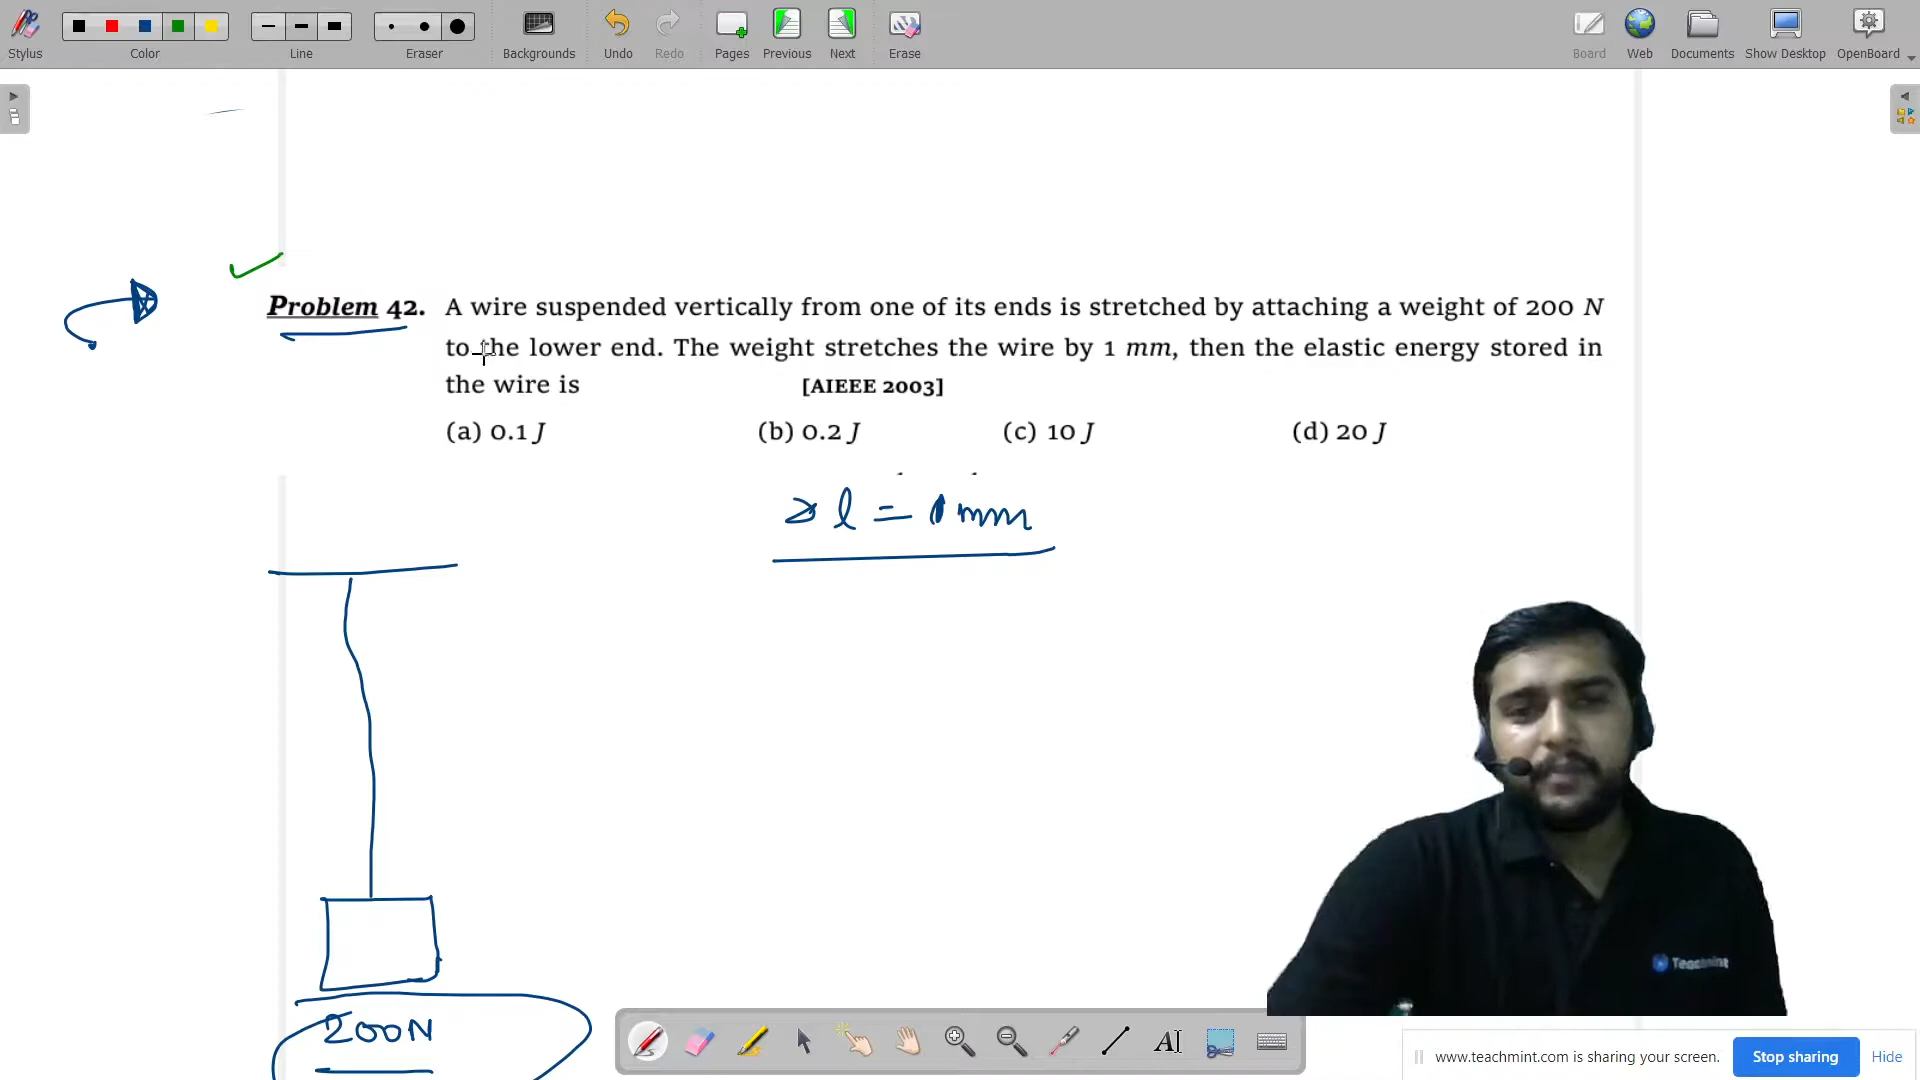 Stylus Color Line Eraser Backgrounds Undo Redo Pages Previous Next Erase Board Web Documents Show Desktop OpenBoard
Problem 42. A wire suspended vertically from one of its ends is stretched by attaching a weight of 200 N
to the lower end. The weight stretches the wire by 1 mm, then the elastic energy stored in
the wire is [AIEEE 2003]
(a) 0.1 J (b) 0.2 J (c) 10 J (d) 20 J
l = 1mm
Teachmint
200N
www.teachmint.com is sharing your screen. Stop sharing Hide